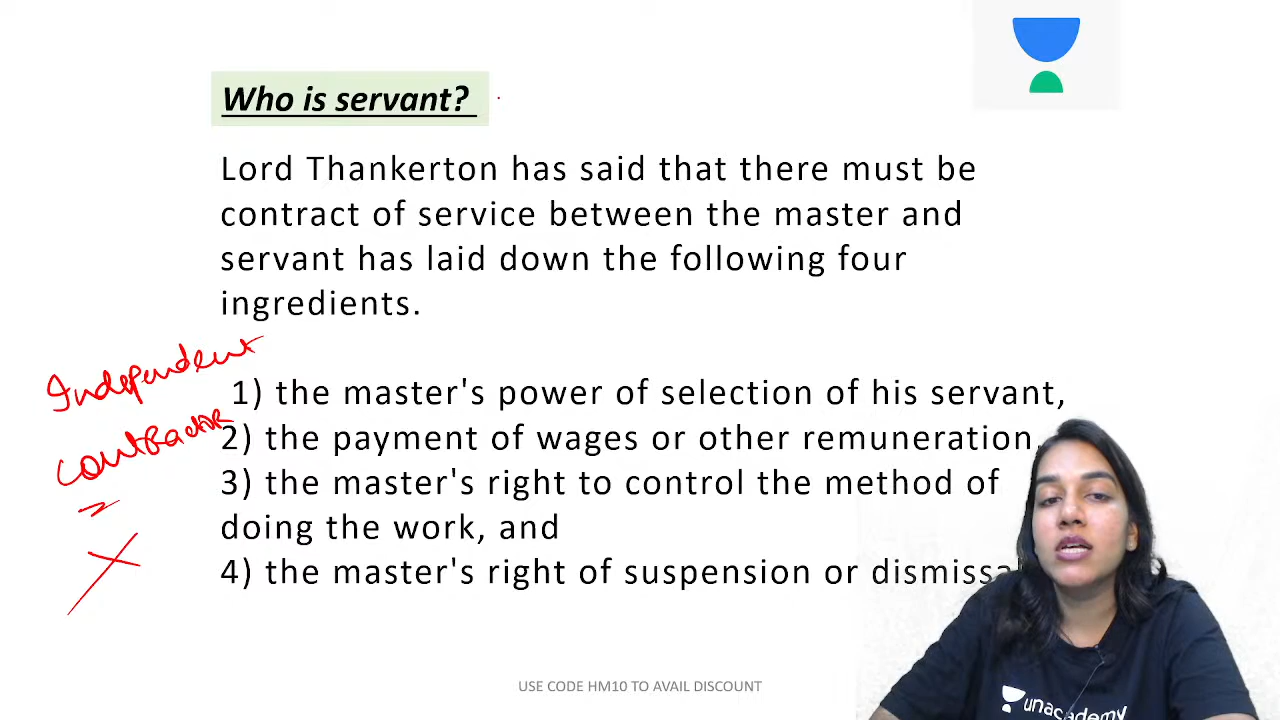 Who is servant?
Lord Thankerton has said that there must be
contract of service between the master and
servant has laid down the following four
ingredients.
Independent
contractor
1) the master's power of selection of his servant,
2) the payment of wages or other remuneration,
3) the master's right to control the method of
doing the work, and
4) the master's right of suspension or dismissa
unacademy
USE CODE HM10 TO AVAIL DISCOUNT